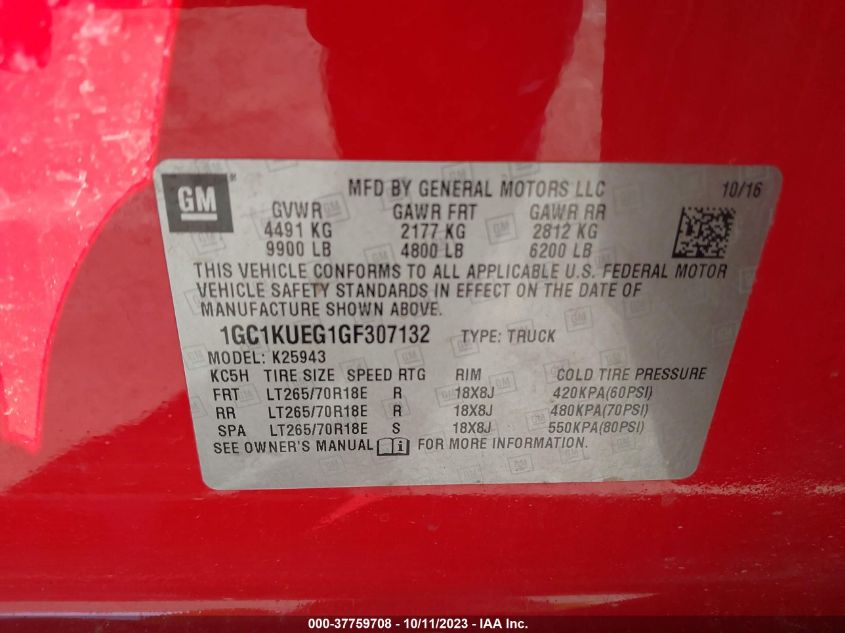 GM
MFD BY GENERAL MOTORS LLC 10/16
GVWR GAWR FRT GAWR RR
4491 KG 2177 KG 2812 KG
9900 LB 4800 LB 6200 LB
THIS VEHICLE CONFORMS TO ALL APPLICABLE U.S. FEDERAL MOTOR
VEHICLE SAFETY STANDARDS IN EFFECT ON THE DATE OF
MANUFACTURE SHOWN ABOVE.
1GC1KUEG1GF307132 TYPE: TRUCK
MODEL: K25943
KC5H TIRE SIZE SPEED RTG RIM COLD TIRE PRESSURE
FRT LT265/70R18E R 18X8J 420KPA(60PSI)
RR LT265/70R18E R 18X8J 480KPA(70PSI)
SPA LT265/70R18E S 18X8J 550KPA(80PSI)
SEE OWNER'S MANUAL FOR MORE INFORMATION.
000-37759708 - 10/11/2023 - IAA Inc.